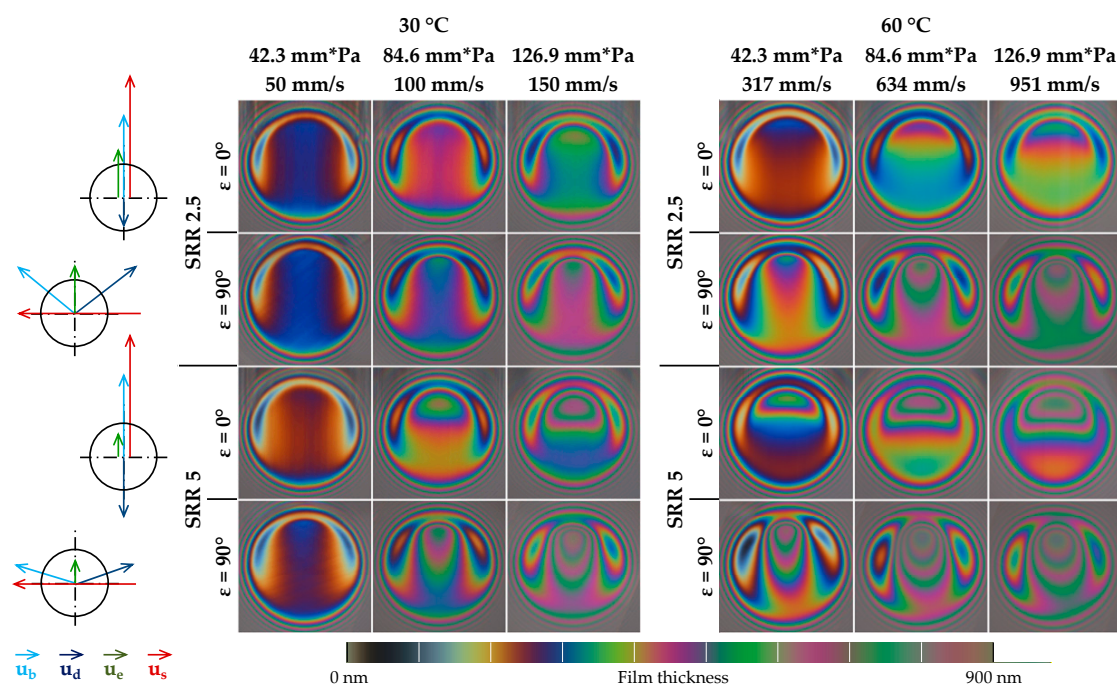 30 °C
60 °C
42.3 mm*Pa 84.6 mm*Pa 126.9 mm*Pa
50 mm/s 100 mm/s 150 mm/s
42.3 mm*Pa 84.6 mm*Pa 126.9 mm*Pa
317 mm/s 634 mm/s 951 mm/s
SRR 2.5
ε = 0°
ε = 90°
SRR 5
ε = 0°
ε = 90°
SRR 2.5
ε = 0°
ε = 90°
SRR 5
ε = 0°
ε = 90°
u_b u_d u_e u_s
0 nm Film thickness 900 nm